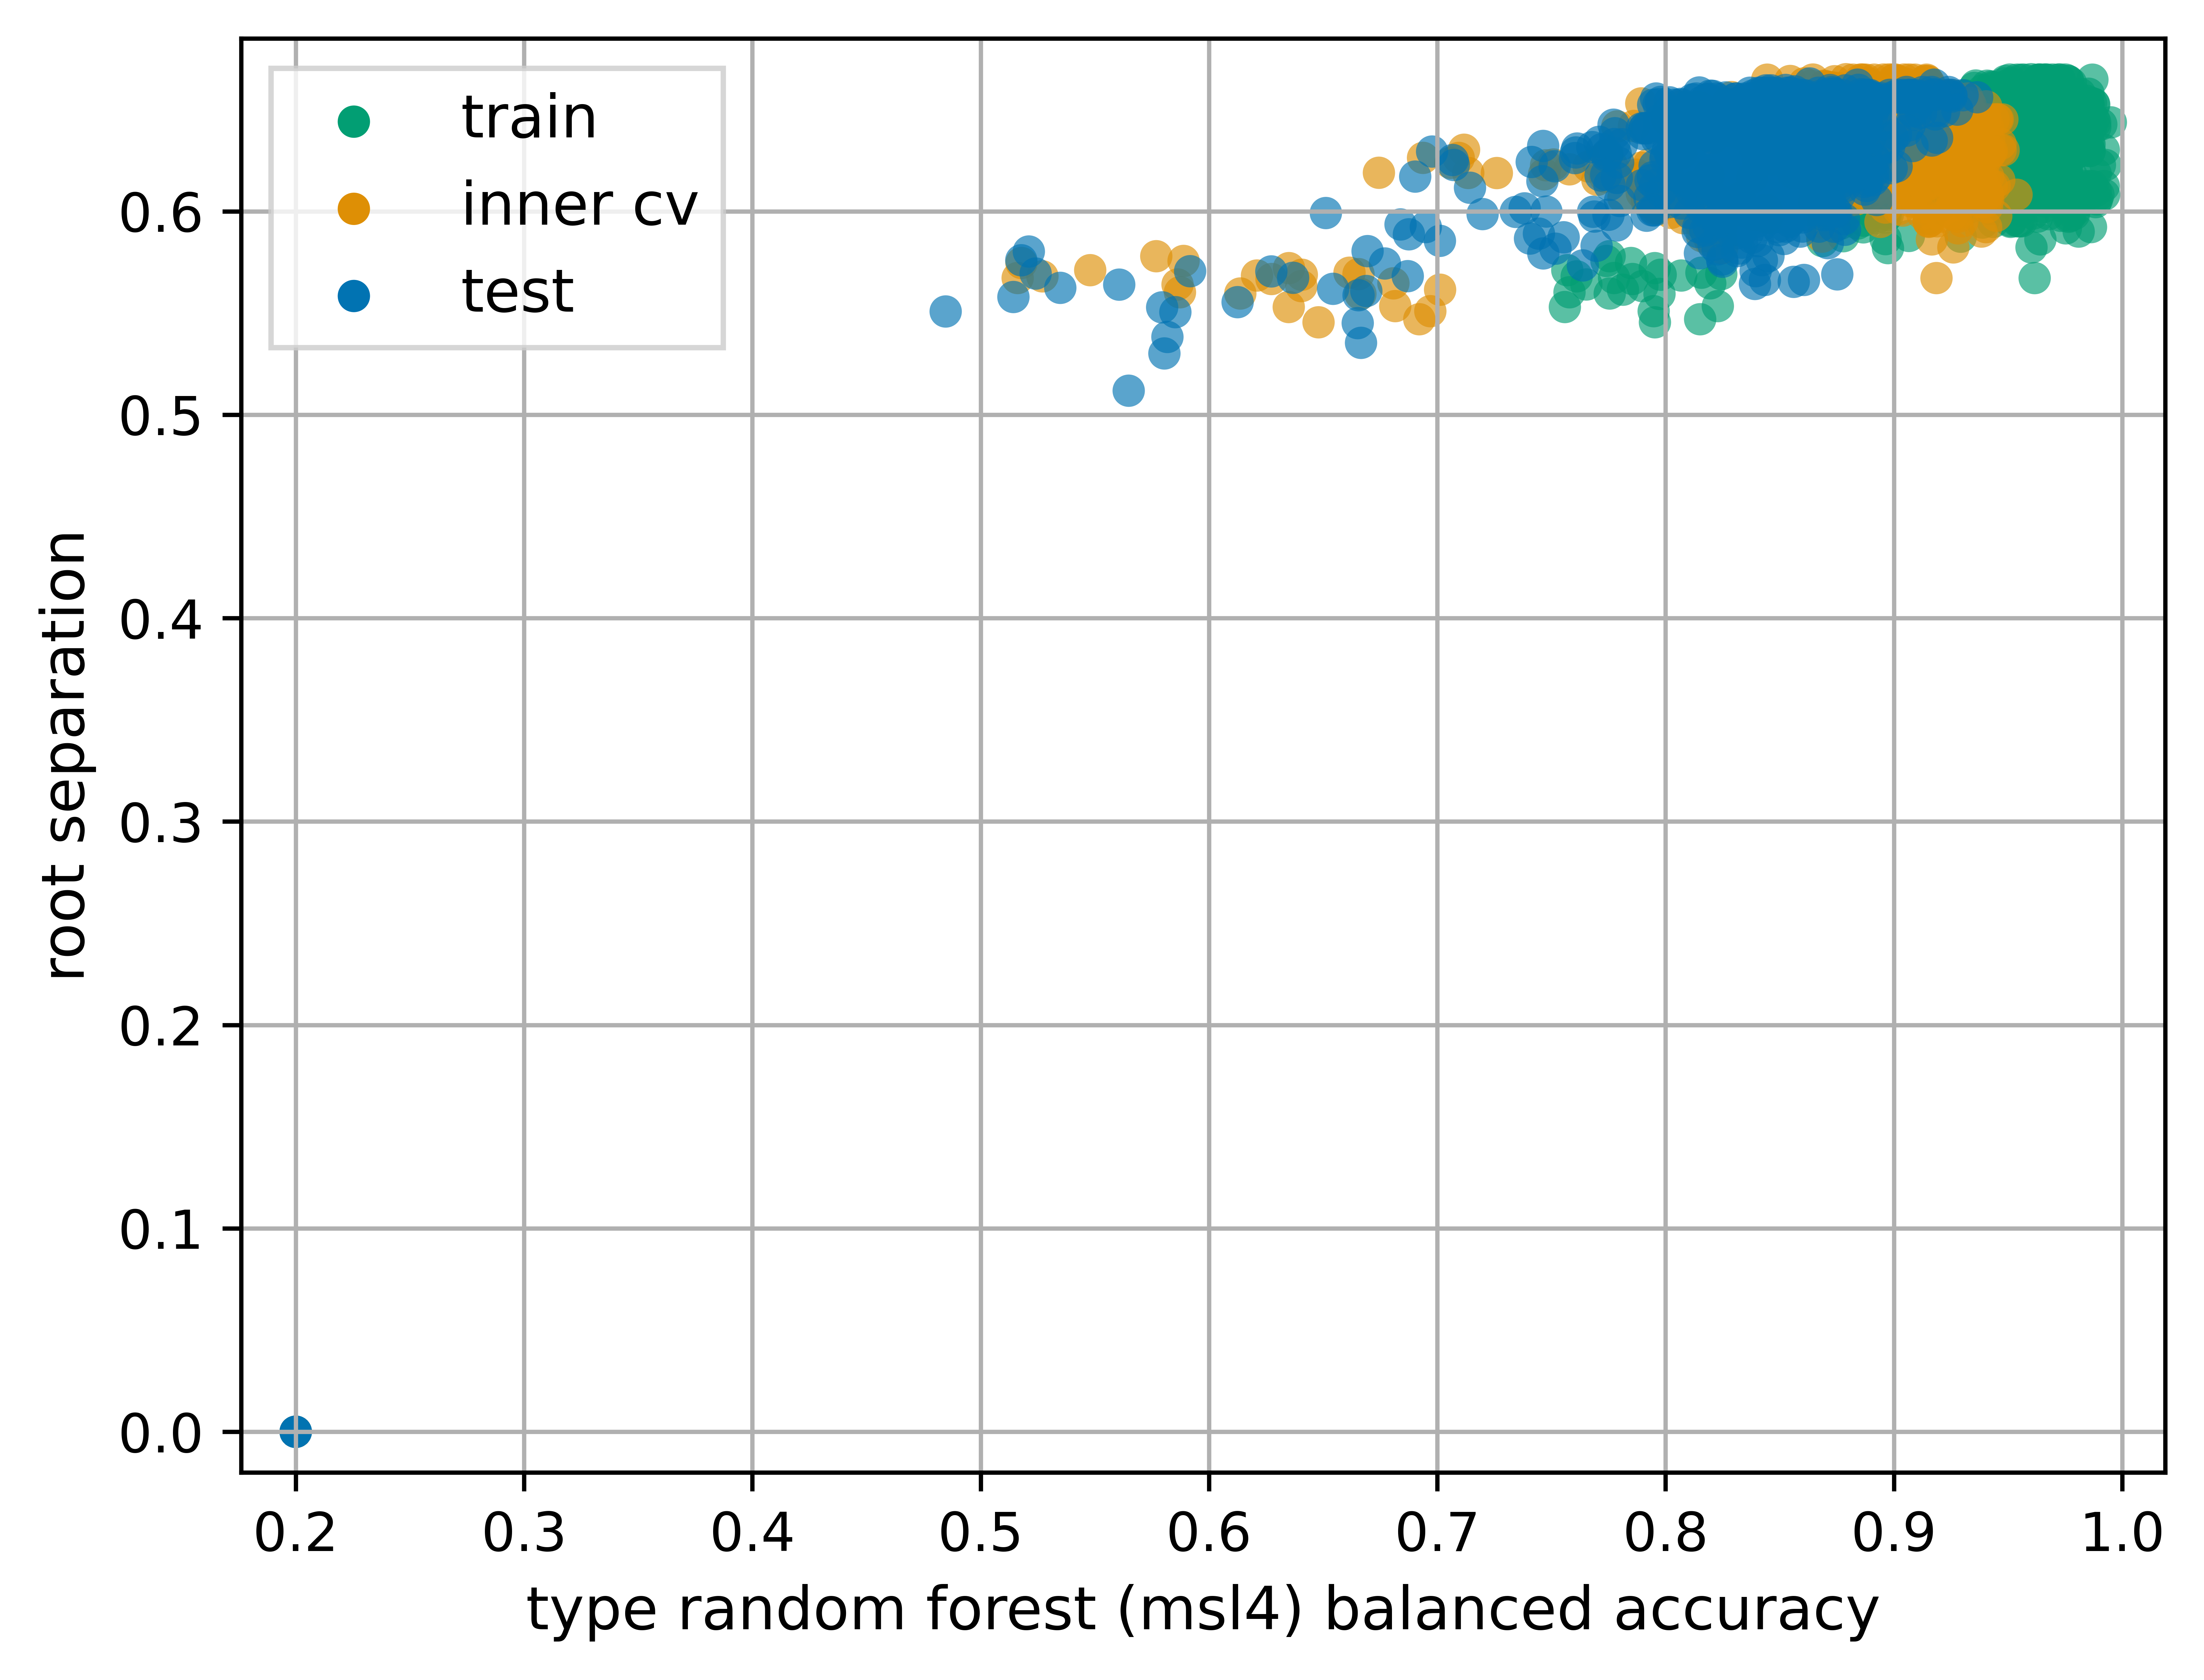 train
inner cv
test
0.6
0.5
0.4
0.3
0.2
0.1
0.0
root separation
0.2 0.3 0.4 0.5 0.6 0.7 0.8 0.9 1.0
type random forest (msl4) balanced accuracy